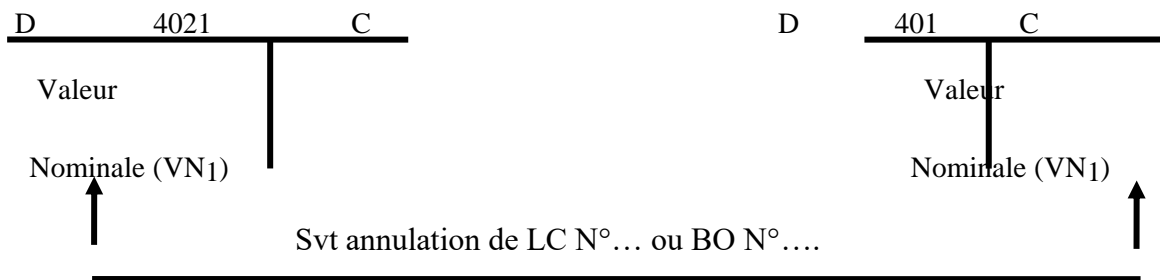 D 4021 C D 401 C
Valeur Valeur
Nominale (VN1) Nominale (VN1)
Svt annulation de LC N°… ou BO N°….